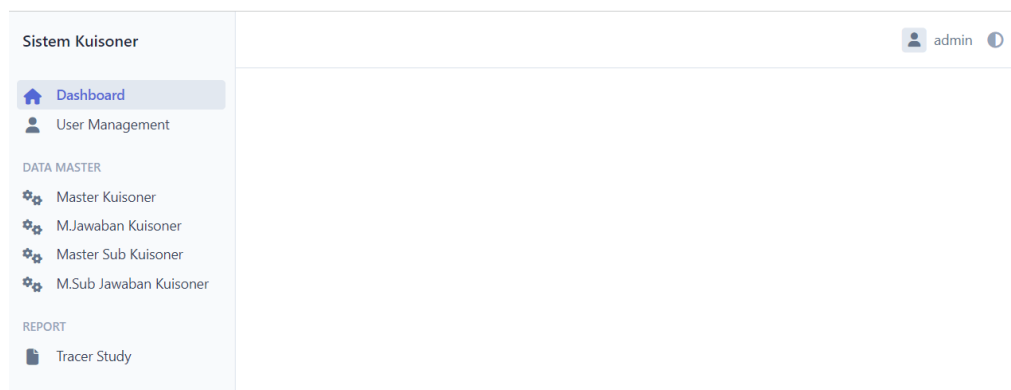 Sistem Kuisoner
admin
Dashboard
User Management
DATA MASTER
Master Kuisoner
M.Jawaban Kuisoner
Master Sub Kuisoner
M.Sub Jawaban Kuisoner
REPORT
Tracer Study